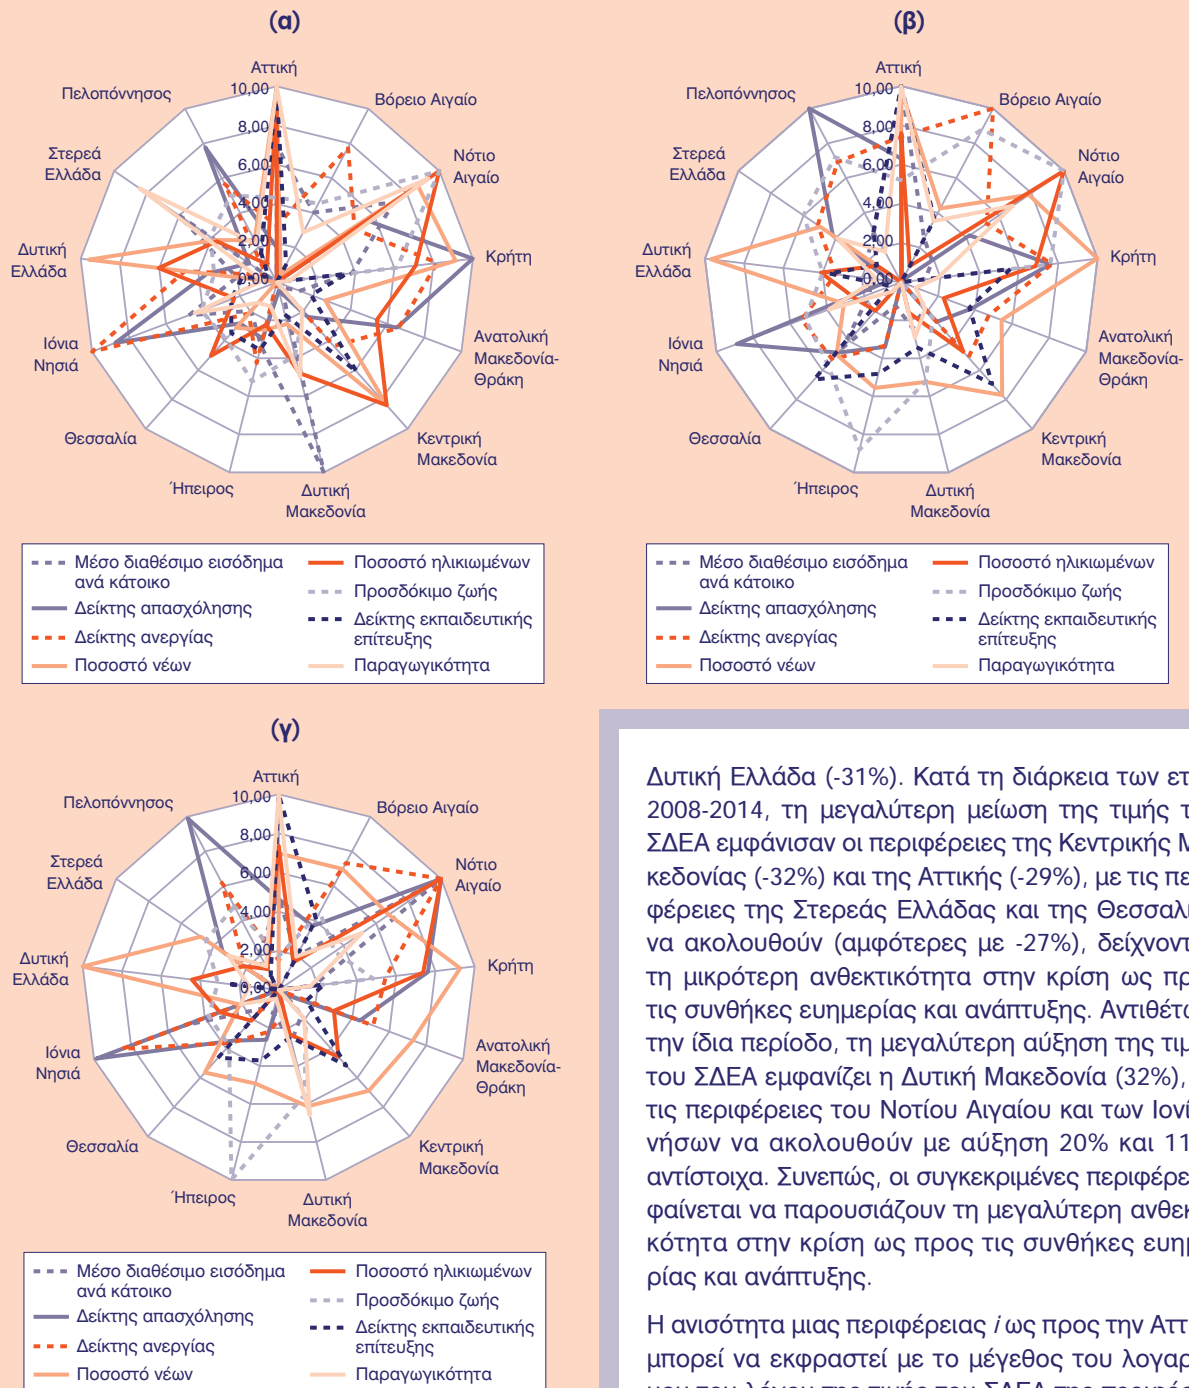 (α)
Αττική
Βόρειο Αιγαίο
Νότιο
Αιγαίο
Κρήτη
Ανατολική
Μακεδονία-
Θράκη
Κεντρική
Μακεδονία
Δυτική
Μακεδονία
Ήπειρος
Θεσσαλία
Ιόνια
Νησιά
Δυτική
Ελλάδα
Στερεά
Ελλάδα
Πελοπόννησος
10,00
8,00
6,00
4,00
2,00
0,00
Μέσο διαθέσιμο εισόδημα
ανά κάτοικο
Δείκτης απασχόλησης
Δείκτης ανεργίας
Ποσοστό νέων
Ποσοστό ηλικιωμένων
Προσδόκιμο ζωής
Δείκτης εκπαιδευτικής
επίτευξης
Παραγωγικότητα
(β)
Αττική
Βόρειο Αιγαίο
Νότιο
Αιγαίο
Κρήτη
Ανατολική
Μακεδονία-
Θράκη
Κεντρική
Μακεδονία
Δυτική
Μακεδονία
Ήπειρος
Θεσσαλία
Ιόνια
Νησιά
Δυτική
Ελλάδα
Στερεά
Ελλάδα
Πελοπόννησος
10,00
8,00
6,00
4,00
2,00
0,00
Μέσο διαθέσιμο εισόδημα
ανά κάτοικο
Δείκτης απασχόλησης
Δείκτης ανεργίας
Ποσοστό νέων
Ποσοστό ηλικιωμένων
Προσδόκιμο ζωής
Δείκτης εκπαιδευτικής
επίτευξης
Παραγωγικότητα
(γ)
Αττική
Βόρειο Αιγαίο
Νότιο
Αιγαίο
Κρήτη
Ανατολική
Μακεδονία-
Θράκη
Κεντρική
Μακεδονία
Δυτική
Μακεδονία
Ήπειρος
Θεσσαλία
Ιόνια
Νησιά
Δυτική
Ελλάδα
Στερεά
Ελλάδα
Πελοπόννησος
10,00
8,00
6,00
4,00
2,00
0,00
Μέσο διαθέσιμο εισόδημα
ανά κάτοικο
Δείκτης απασχόλησης
Δείκτης ανεργίας
Ποσοστό νέων
Ποσοστό ηλικιωμένων
Προσδόκιμο ζωής
Δείκτης εκπαιδευτικής
επίτευξης
Παραγωγικότητα
Δυτική Ελλάδα (-31%). Κατά τη διάρκεια των ετ
2008-2014, τη μεγαλύτερη μείωση της τιμής τ
ΣΔΕΑ εμφάνισαν οι περιφέρειες της Κεντρικής Μ
κεδονίας (-32%) και της Αττικής (-29%), με τις πε
φέρειες της Στερεάς Ελλάδας και της Θεσσαλί
να ακολουθούν (αμφότερες με -27%), δείχνοντ
τη μικρότερη ανθεκτικότητα στην κρίση ως πρ
τις συνθήκες ευημερίας και ανάπτυξης. Αντιθέτω
την ίδια περίοδο, τη μεγαλύτερη αύξηση της τιμ
του ΣΔΕΑ εμφανίζει η Δυτική Μακεδονία (32%),
τις περιφέρειες του Νοτίου Αιγαίου και των Ιονί
νήσων να ακολουθούν με αύξηση 20% και 11
αντίστοιχα. Συνεπώς, οι συγκεκριμένες περιφέρε
φαίνεται να παρουσιάζουν τη μεγαλύτερη ανθεκ
κότητα στην κρίση ως προς τις συνθήκες ευημ
ρίας και ανάπτυξης.
Η ανισότητα μιας περιφέρειας i ως προς την Αττ
μπορεί να εκφραστεί με το μέγεθος του λογαρ